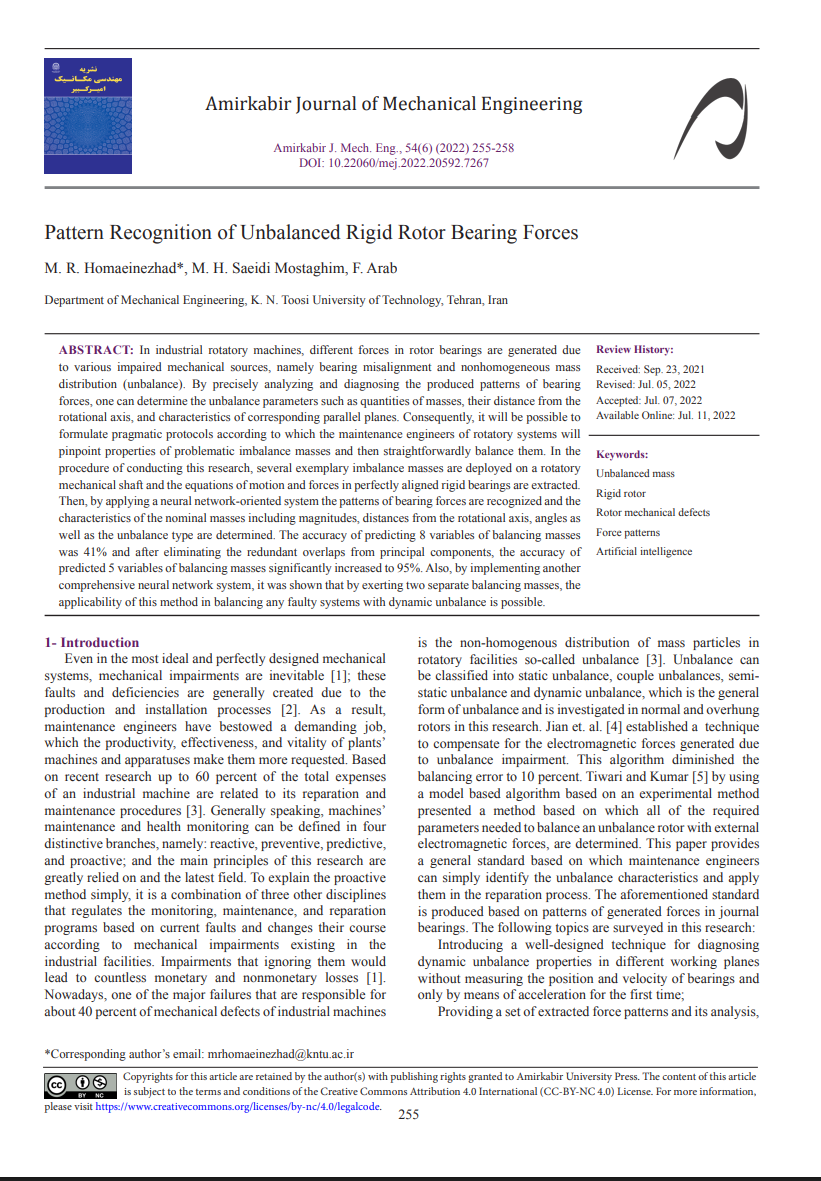 نشریه
مهندسی مکانیک
امیرکبیر
Amirkabir Journal of Mechanical Engineering
Amirkabir J. Mech. Eng., 54(6) (2022) 255-258
DOI: 10.22060/mej.2022.20592.7267
Pattern Recognition of Unbalanced Rigid Rotor Bearing Forces
M. R. Homaeinezhad*, M. H. Saeidi Mostaghim, F. Arab
Department of Mechanical Engineering, K. N. Toosi University of Technology, Tehran, Iran
ABSTRACT: In industrial rotatory machines, different forces in rotor bearings are generated due
to various impaired mechanical sources, namely bearing misalignment and nonhomogeneous mass
distribution (unbalance). By precisely analyzing and diagnosing the produced patterns of bearing
forces, one can determine the unbalance parameters such as quantities of masses, their distance from the
rotational axis, and characteristics of corresponding parallel planes. Consequently, it will be possible to
formulate pragmatic protocols according to which the maintenance engineers of rotatory systems will
pinpoint properties of problematic imbalance masses and then straightforwardly balance them. In the
procedure of conducting this research, several exemplary imbalance masses are deployed on a rotatory
mechanical shaft and the equations of motion and forces in perfectly aligned rigid bearings are extracted.
Then, by applying a neural network-oriented system the patterns of bearing forces are recognized and the
characteristics of the nominal masses including magnitudes, distances from the rotational axis, angles as
well as the unbalance type are determined. The accuracy of predicting 8 variables of balancing masses
was 41% and after eliminating the redundant overlaps from principal components, the accuracy of
predicted 5 variables of balancing masses significantly increased to 95%. Also, by implementing another
comprehensive neural network system, it was shown that by exerting two separate balancing masses, the
applicability of this method in balancing any faulty systems with dynamic unbalance is possible.
Review History:
Received: Sep. 23, 2021
Revised: Jul. 05, 2022
Accepted: Jul. 07, 2022
Available Online: Jul. 11, 2022
Keywords:
Unbalanced mass
Rigid rotor
Rotor mechanical defects
Force patterns
Artificial intelligence
1- Introduction
Even in the most ideal and perfectly designed mechanical
systems, mechanical impairments are inevitable [1]; these
faults and deficiencies are generally created due to the
production and installation processes [2]. As a result,
maintenance engineers have bestowed a demanding job,
which the productivity, effectiveness, and vitality of plants’
machines and apparatuses make them more requested. Based
on recent research up to 60 percent of the total expenses
of an industrial machine are related to its reparation and
maintenance procedures [3]. Generally speaking, machines’
maintenance and health monitoring can be defined in four
distinctive branches, namely: reactive, preventive, predictive,
and proactive; and the main principles of this research are
greatly relied on and the latest field. To explain the proactive
method simply, it is a combination of three other disciplines
that regulates the monitoring, maintenance, and reparation
programs based on current faults and changes their course
according to mechanical impairments existing in the
industrial facilities. Impairments that ignoring them would
lead to countless monetary and nonmonetary losses [1].
Nowadays, one of the major failures that are responsible for
about 40 percent of mechanical defects of industrial machines
is the non-homogenous distribution of mass particles in
rotatory facilities so-called unbalance [3]. Unbalance can
be classified into static unbalance, couple unbalances, semi-
static unbalance and dynamic unbalance, which is the general
form of unbalance and is investigated in normal and overhung
rotors in this research. Jian et. al. [4] established a technique
to compensate for the electromagnetic forces generated due
to unbalance impairment. This algorithm diminished the
balancing error to 10 percent. Tiwari and Kumar [5] by using
a model based algorithm based on an experimental method
presented a method based on which all of the required
parameters needed to balance an unbalance rotor with external
electromagnetic forces, are determined. This paper provides
a general standard based on which maintenance engineers
can simply identify the unbalance characteristics and apply
them in the reparation process. The aforementioned standard
is produced based on patterns of generated forces in journal
bearings. The following topics are surveyed in this research:
Introducing a well-designed technique for diagnosing
dynamic unbalance properties in different working planes
without measuring the position and velocity of bearings and
only by means of acceleration for the first time;
Providing a set of extracted force patterns and its analysis,
*Corresponding author’s email: mrhomaeinezhad@kntu.ac.ir
cc BY NC
Copyrights for this article are retained by the author(s) with publishing rights granted to Amirkabir University Press. The content of this article
is subject to the terms and conditions of the Creative Commons Attribution 4.0 International (CC-BY-NC 4.0) License. For more information,
please visit https://www.creativecommons.org/licenses/by-nc/4.0/legalcode.
255